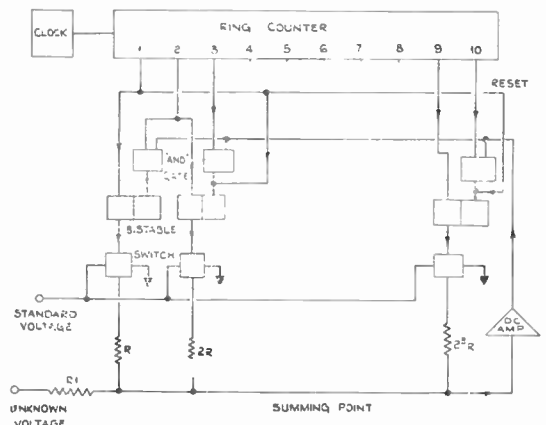 RING COUNTER
CLOCK
1 2 3 4 5 6 7 8 9 10
RESET
"AND"
GATE
BISTABLE
SWITCH
STANDARD
VOLTAGE
R
2R
2⁸R
DC
AMP
R1
UNKNOWN
VOLTAGE
SUMMING POINT